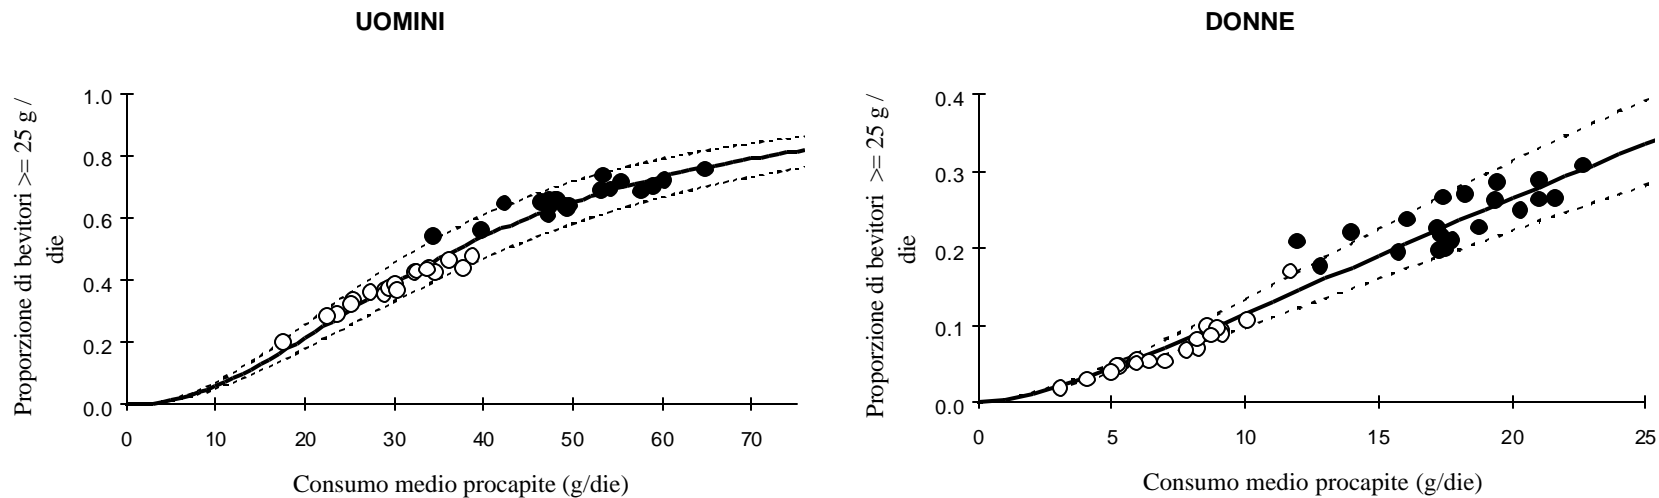 UOMINI
Proporzione di bevitori >= 25 g /
die
1.0
0.8
0.6
0.4
0.2
0.0
0 10 20 30 40 50 60 70
Consumo medio procapite (g/die)
DONNE
Proporzione di bevitori >= 25 g /
die
0.4
0.3
0.2
0.1
0.0
0 5 10 15 20 25
Consumo medio procapite (g/die)